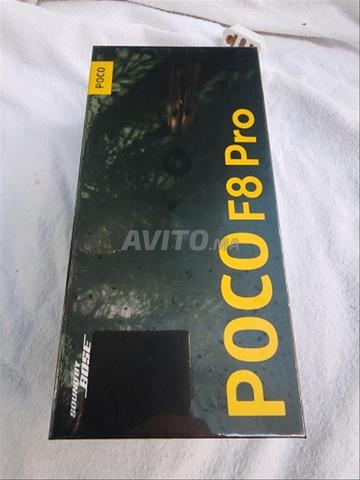 POCO
POCO F8 Pro
AVITO.MA
SOUND BY
BOSE